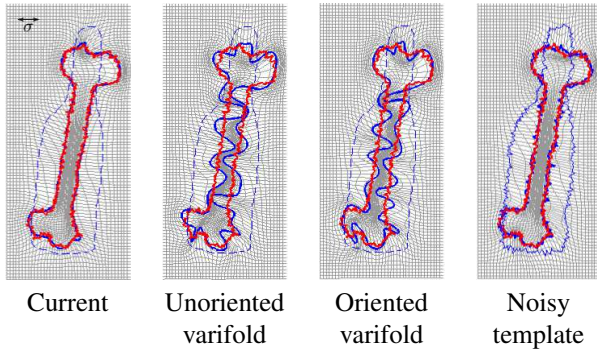 σ
Current Unoriented Oriented Noisy
varifold varifold template